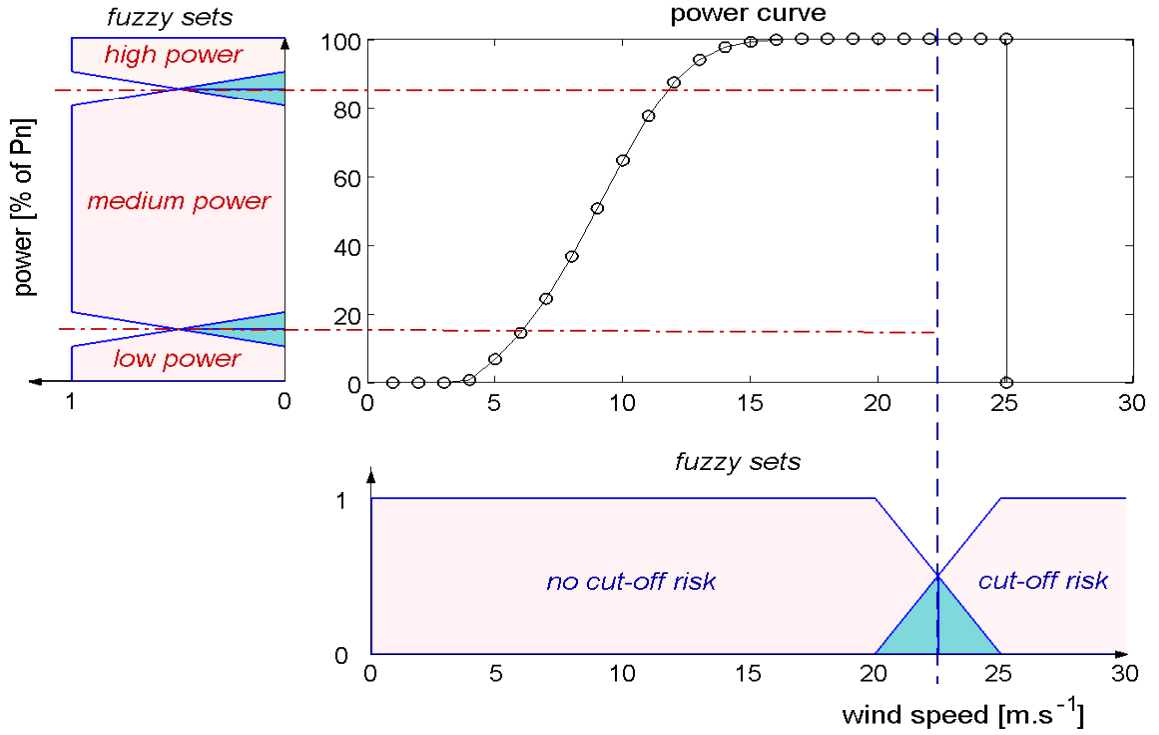 fuzzy sets
power curve
high power
medium power
low power
power [% of Pn]
1
0
100
80
60
40
20
0
0
5
10
15
20
25
30
fuzzy sets
1
0
no cut-off risk
cut-off risk
0
5
10
15
20
25
30
wind speed [m.s⁻¹]